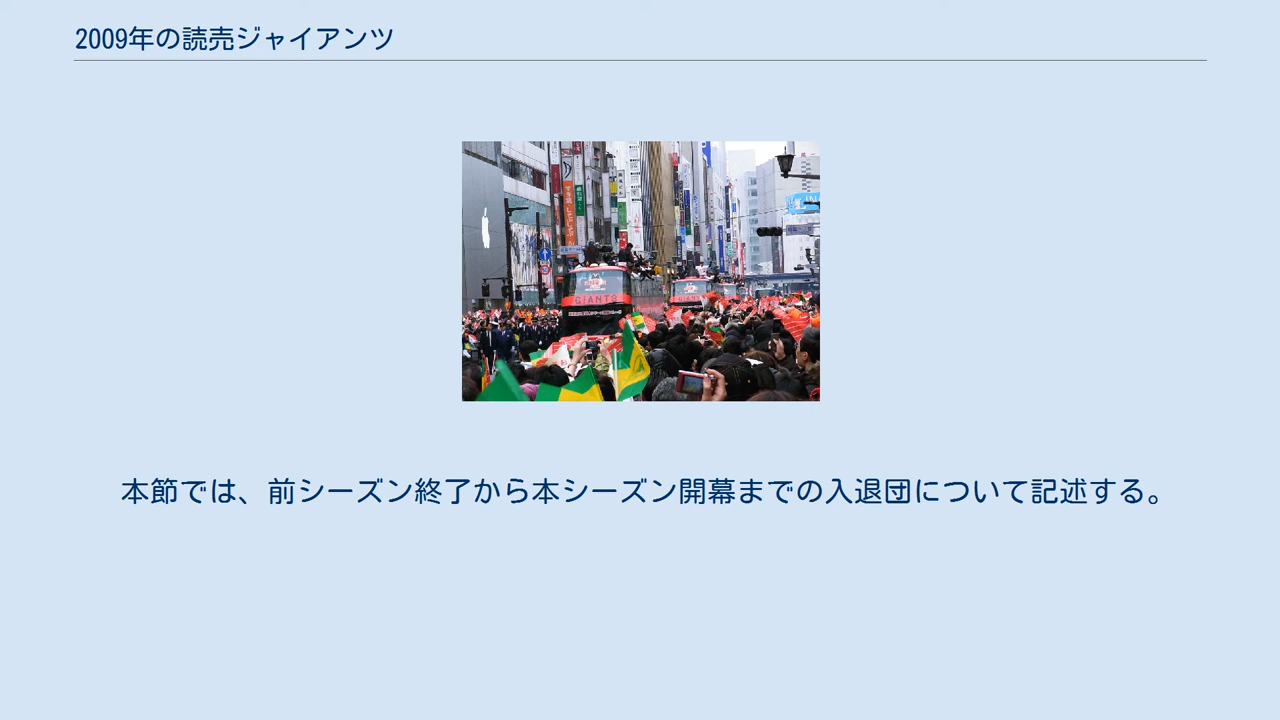 2009年の読売ジャイアンツ
GIANTS
本節では、前シーズン終了から本シーズン開幕までの入退団について記述する。